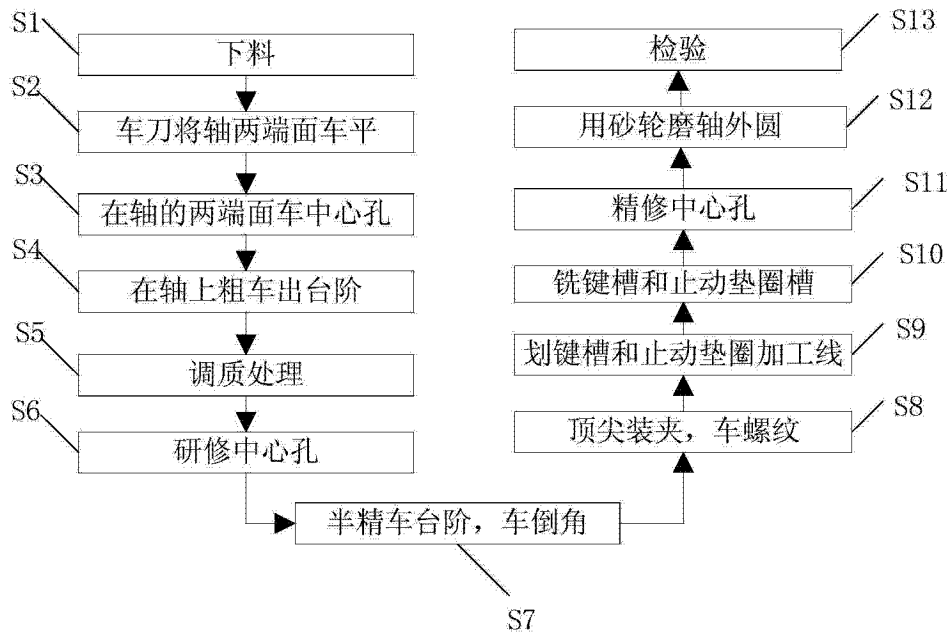 S1
下料
S2
车刀将轴两端面车平
S3
在轴的两端面车中心孔
S4
在轴上粗车出台阶
S5
调质处理
S6
研修中心孔
半精车台阶，车倒角
S7
顶尖装夹，车螺纹
S8
划键槽和止动垫圈加工线
S9
铣键槽和止动垫圈槽
S10
精修中心孔
S11
用砂轮磨轴外圆
S12
检验
S13